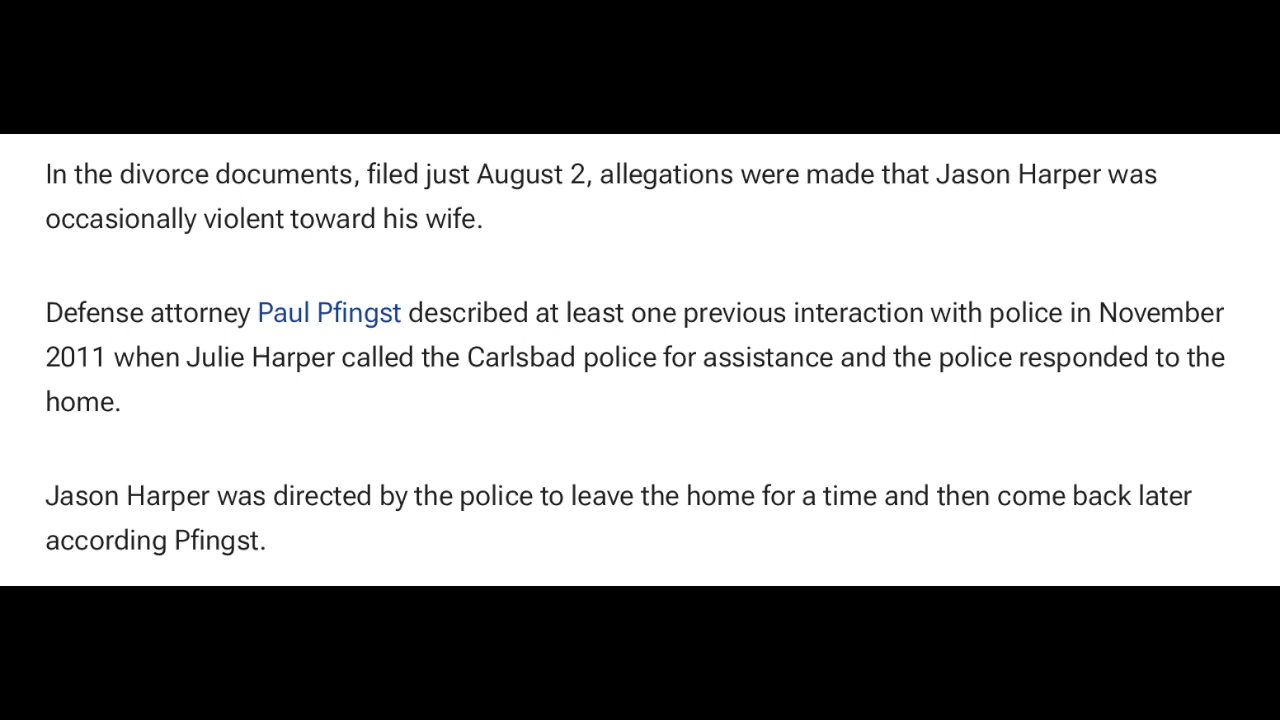 In the divorce documents, filed just August 2, allegations were made that Jason Harper was
occasionally violent toward his wife.
Defense attorney Paul Pfingst described at least one previous interaction with police in November
2011 when Julie Harper called the Carlsbad police for assistance and the police responded to the
home.
Jason Harper was directed by the police to leave the home for a time and then come back later
according Pfingst.